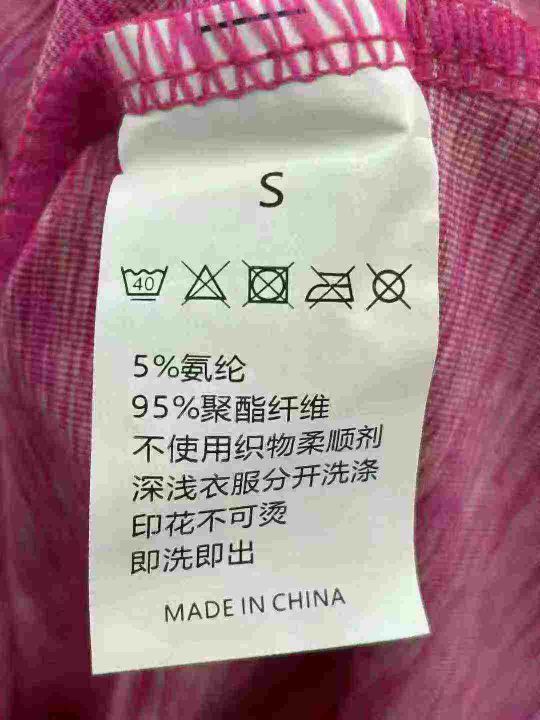 S
40
5%氨纶
95%聚酯纤维
不使用织物柔顺剂
深浅衣服分开洗涤
印花不可烫
即洗即出
MADE IN CHINA